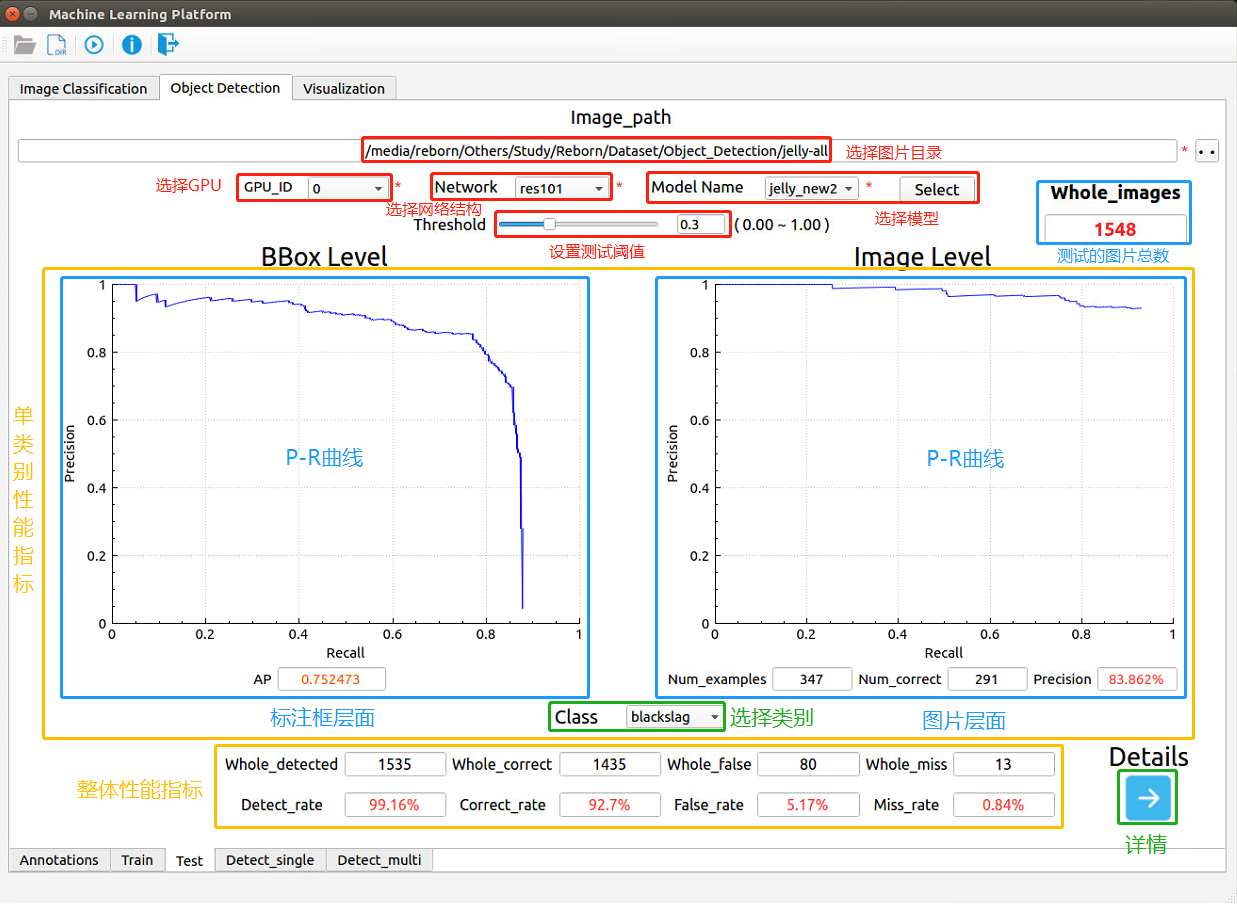 Machine Learning Platform
DIR
Image Classification Object Detection Visualization
Image_path
/media/reborn/Others/Study/Reborn/Dataset/Object_Detection/jelly-all 选择图片目录 * ..
选择GPU GPU_ID 0 * Network res101 * Model Name jelly_new2 * Select
选择网络结构 选择模型
Threshold 0.3 ( 0.00 ~ 1.00 )
设置测试阈值
Whole_images
1548
测试的图片总数
BBox Level Image Level
单类别性能指标
1
0.8
0.6
0.4
0.2
0
Precision
P-R曲线
0 0.2 0.4 0.6 0.8 1
Recall
AP 0.752473
标注框层面
1
0.8
0.6
0.4
0.2
0
Precision
P-R曲线
0 0.2 0.4 0.6 0.8 1
Recall
Num_examples 347 Num_correct 291 Precision 83.862%
图片层面
Class blackslag 选择类别
整体性能指标
Whole_detected 1535 Whole_correct 1435 Whole_false 80 Whole_miss 13
Detect_rate 99.16% Correct_rate 92.7% False_rate 5.17% Miss_rate 0.84%
Details
详情
Annotations Train Test Detect_single Detect_multi